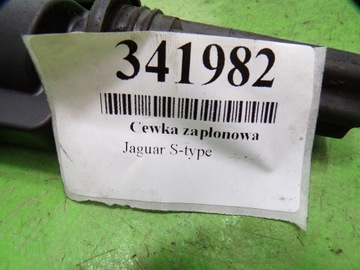 341982
Cewka zapłonowa
Jaguar S-type